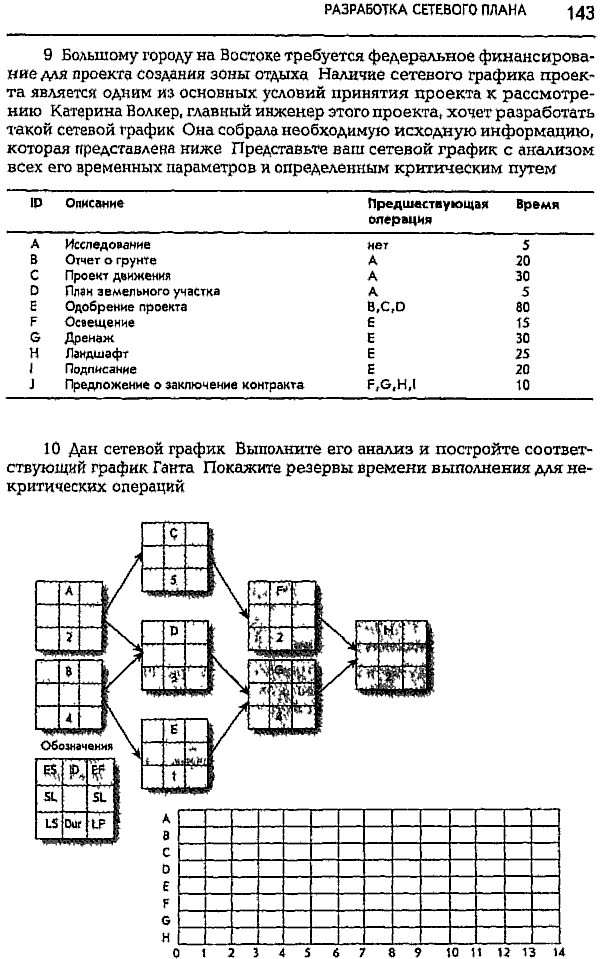 РАЗРАБОТКА СЕТЕВОГО ПЛАНА 143
9 Большому городу на Востоке требуется федеральное финансирова-
ние для проекта создания зоны отдыха Наличие сетевого графика проек-
та является одним из основных условий принятия проекта к рассмотре-
нию Катерина Волкер, главный инженер этого проекта, хочет разработать
такой сетевой график Она собрала необходимую исходную информацию,
которая представлена ниже Представьте ваш сетевой график с анализом
всех его временных параметров и определенным критическим путем
ID Описание Предшествующая Время
операция
A Исследование нет 5
B Отчет о грунте A 20
C Проект движения A 30
D План земельного участка A 5
E Одобрение проекта B,C,D 80
F Освещение E 15
G Дренаж E 30
H Ландшафт E 25
I Подписание E 20
J Предложение о заключение контракта F,G,H,I 10
10 Дан сетевой график Выполните его анализ и постройте соответ-
ствующий график Ганта Покажите резервы времени выполнения для не-
критических операций
C
5
A
2
F
2
D
3
H
B
4
G
4
E
1
Обозначения
ES ID EF
SL SL
LS Dur LF
A
B
C
D
E
F
G
H
0 1 2 3 4 5 6 7 8 9 10 11 12 13 14